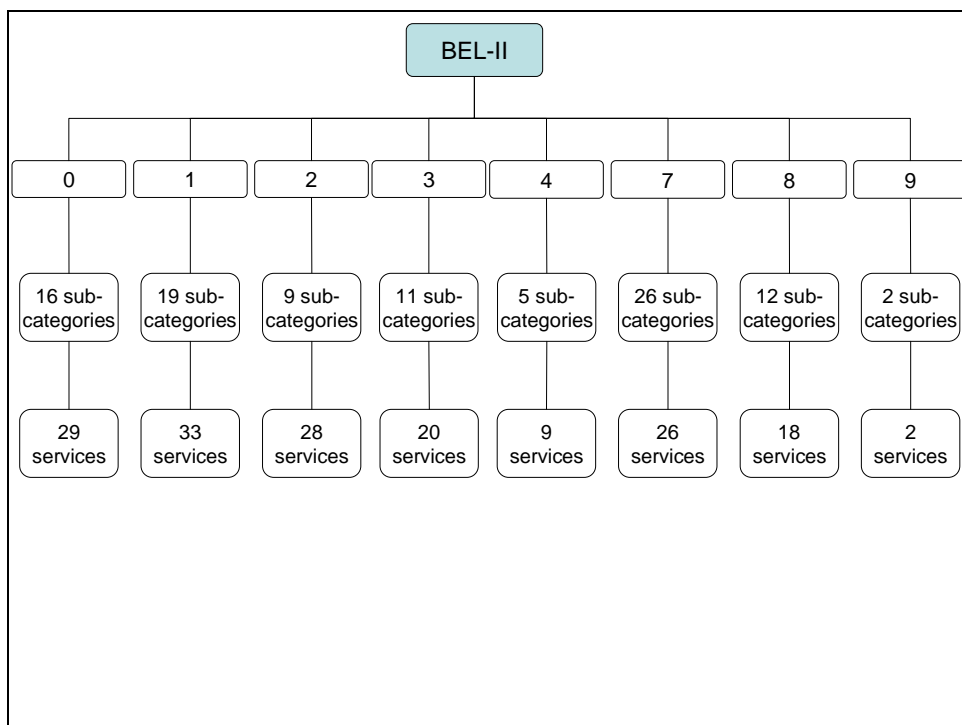 BEL-II
0
1
2
3
4
7
8
9
16 sub-
categories
19 sub-
categories
9 sub-
categories
11 sub-
categories
5 sub-
categories
26 sub-
categories
12 sub-
categories
2 sub-
categories
29
services
33
services
28
services
20
services
9
services
26
services
18
services
2
services